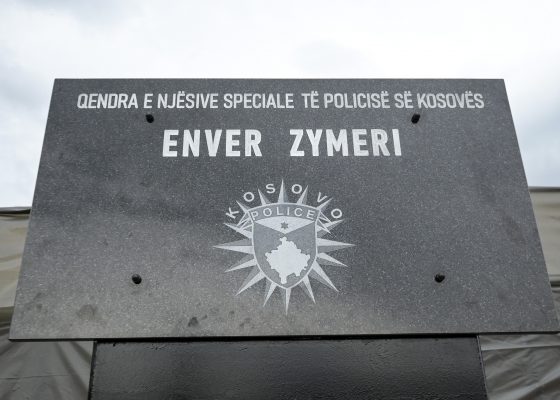 QENDRA E NJËSIVE SPECIALE TË POLICISË SË KOSOVËS
ENVER ZYMERI
KOSOVO
POLICE